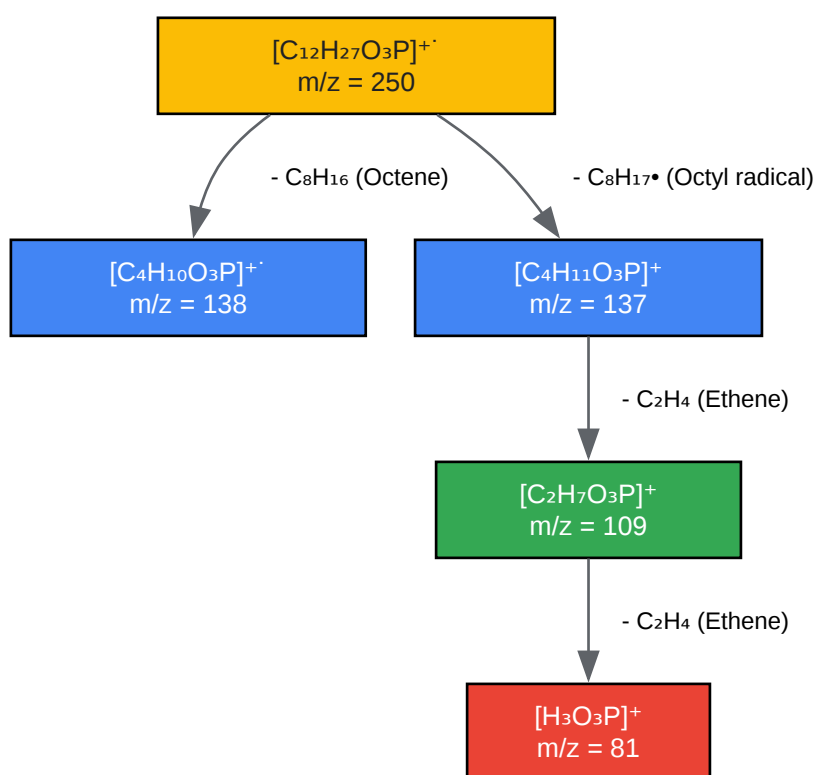 [C₁₂H₂₇O₃P]⁺˙
m/z = 250
- C₈H₁₆ (Octene)
- C₈H₁₇• (Octyl radical)
[C₄H₁₀O₃P]⁺˙
m/z = 138
[C₄H₁₁O₃P]⁺
m/z = 137
- C₂H₄ (Ethene)
[C₂H₇O₃P]⁺
m/z = 109
- C₂H₄ (Ethene)
[H₃O₃P]⁺
m/z = 81